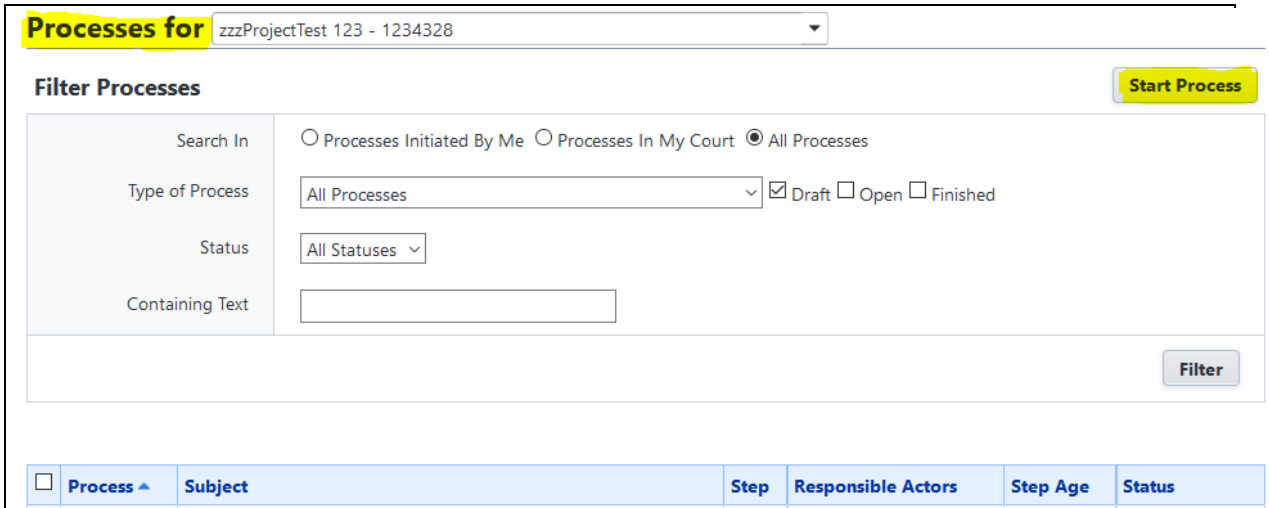 Processes for zzzProjectTest 123 - 1234328
Filter Processes Start Process
Search In Processes Initiated By Me Processes In My Court All Processes
Type of Process All Processes Draft Open Finished
Status All Statuses
Containing Text
Filter
Process Subject Step Responsible Actors Step Age Status